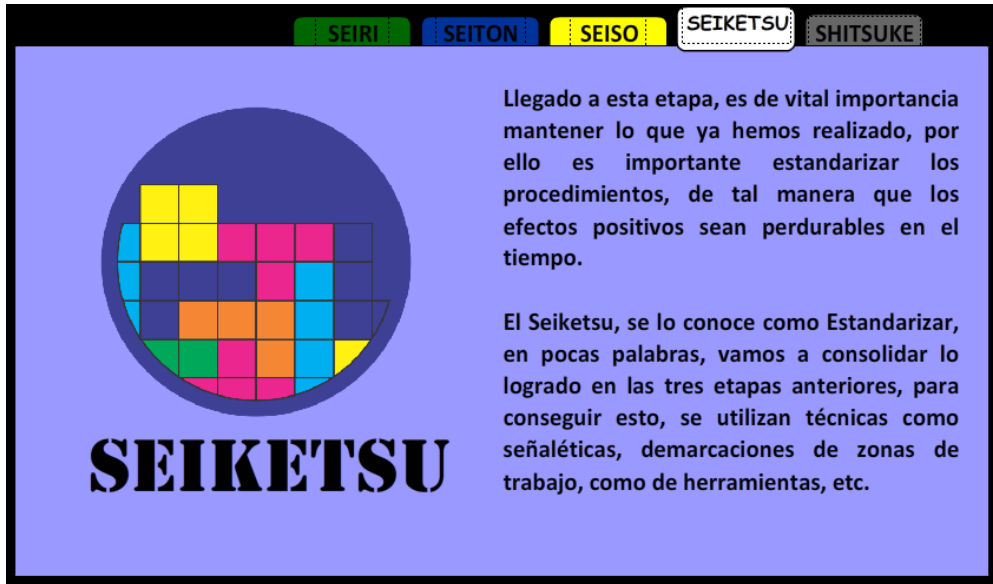 SEIRI SEITON SEISO SEIKETSU SHITSUKE
Llegado a esta etapa, es de vital importancia
mantener lo que ya hemos realizado, por
ello es importante estandarizar los
procedimientos, de tal manera que los
efectos positivos sean perdurables en el
tiempo.
El Seiketsu, se lo conoce como Estandarizar,
en pocas palabras, vamos a consolidar lo
logrado en las tres etapas anteriores, para
conseguir esto, se utilizan técnicas como
señaléticas, demarcaciones de zonas de
trabajo, como de herramientas, etc.
SEIKETSU